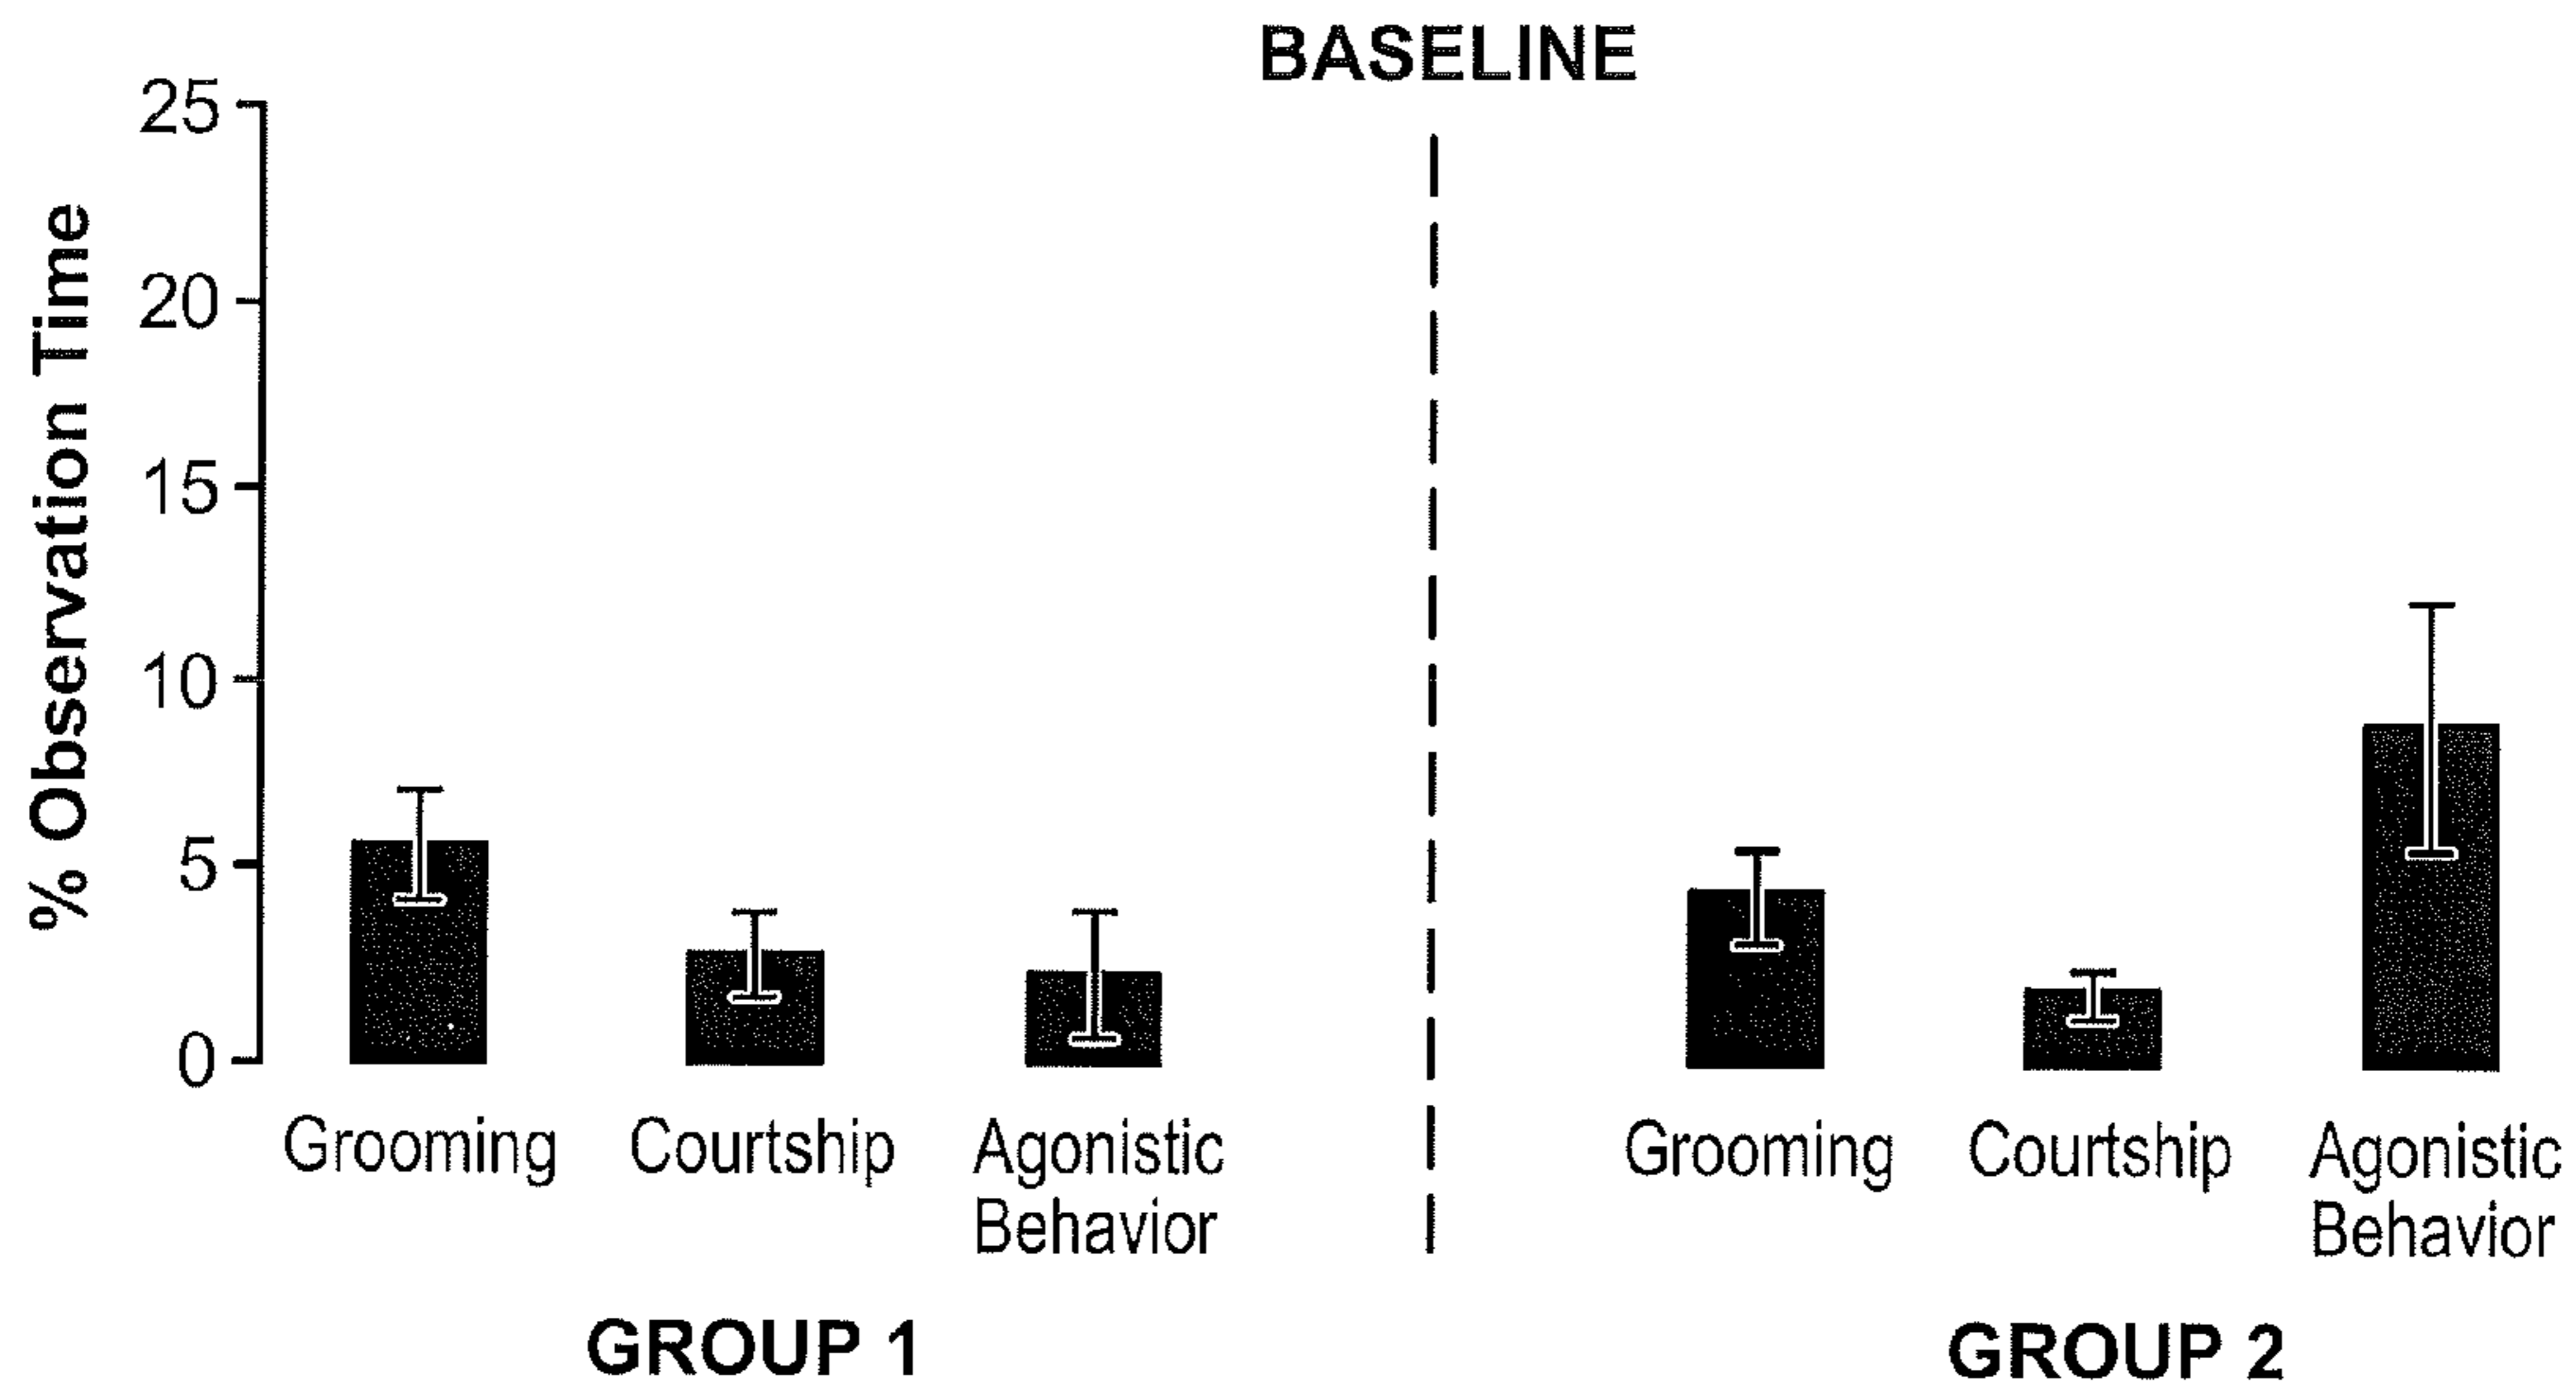 BASELINE
% Observation Time
25
20
15
10
5
0
Grooming
Courtship
Agonistic
Behavior
Grooming
Courtship
Agonistic
Behavior
GROUP 1
GROUP 2